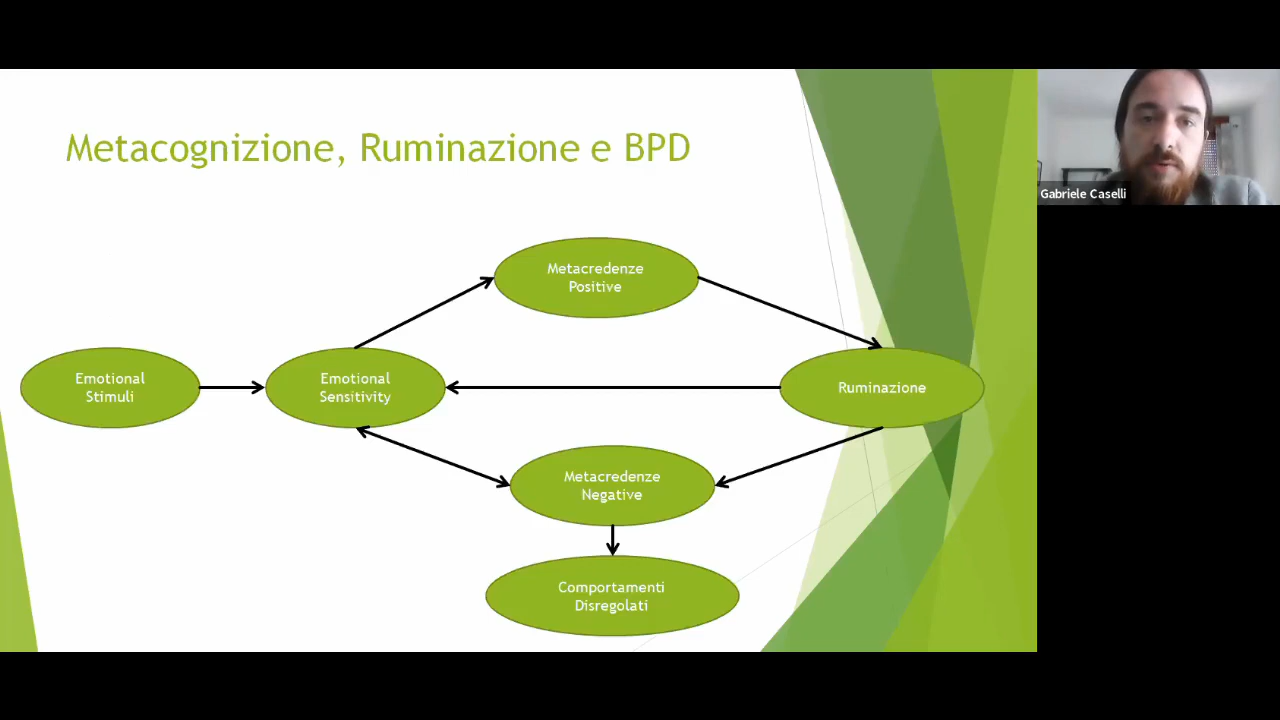 Metacognizione, Ruminazione e BPD
Gabriele Caselli
Metacredenze
Positive
Emotional
Stimuli
Emotional
Sensitivity
Ruminazione
Metacredenze
Negative
Comportamenti
Disregolati